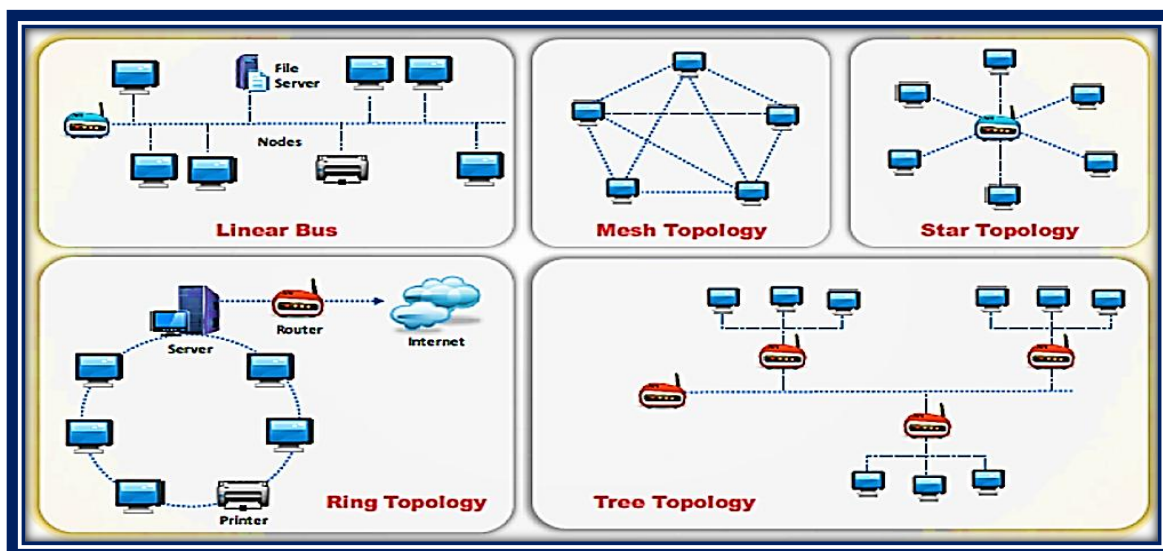 File
Server
Nodes
Linear Bus
Mesh Topology
Star Topology
Server
Router
Internet
Printer
Ring Topology
Tree Topology